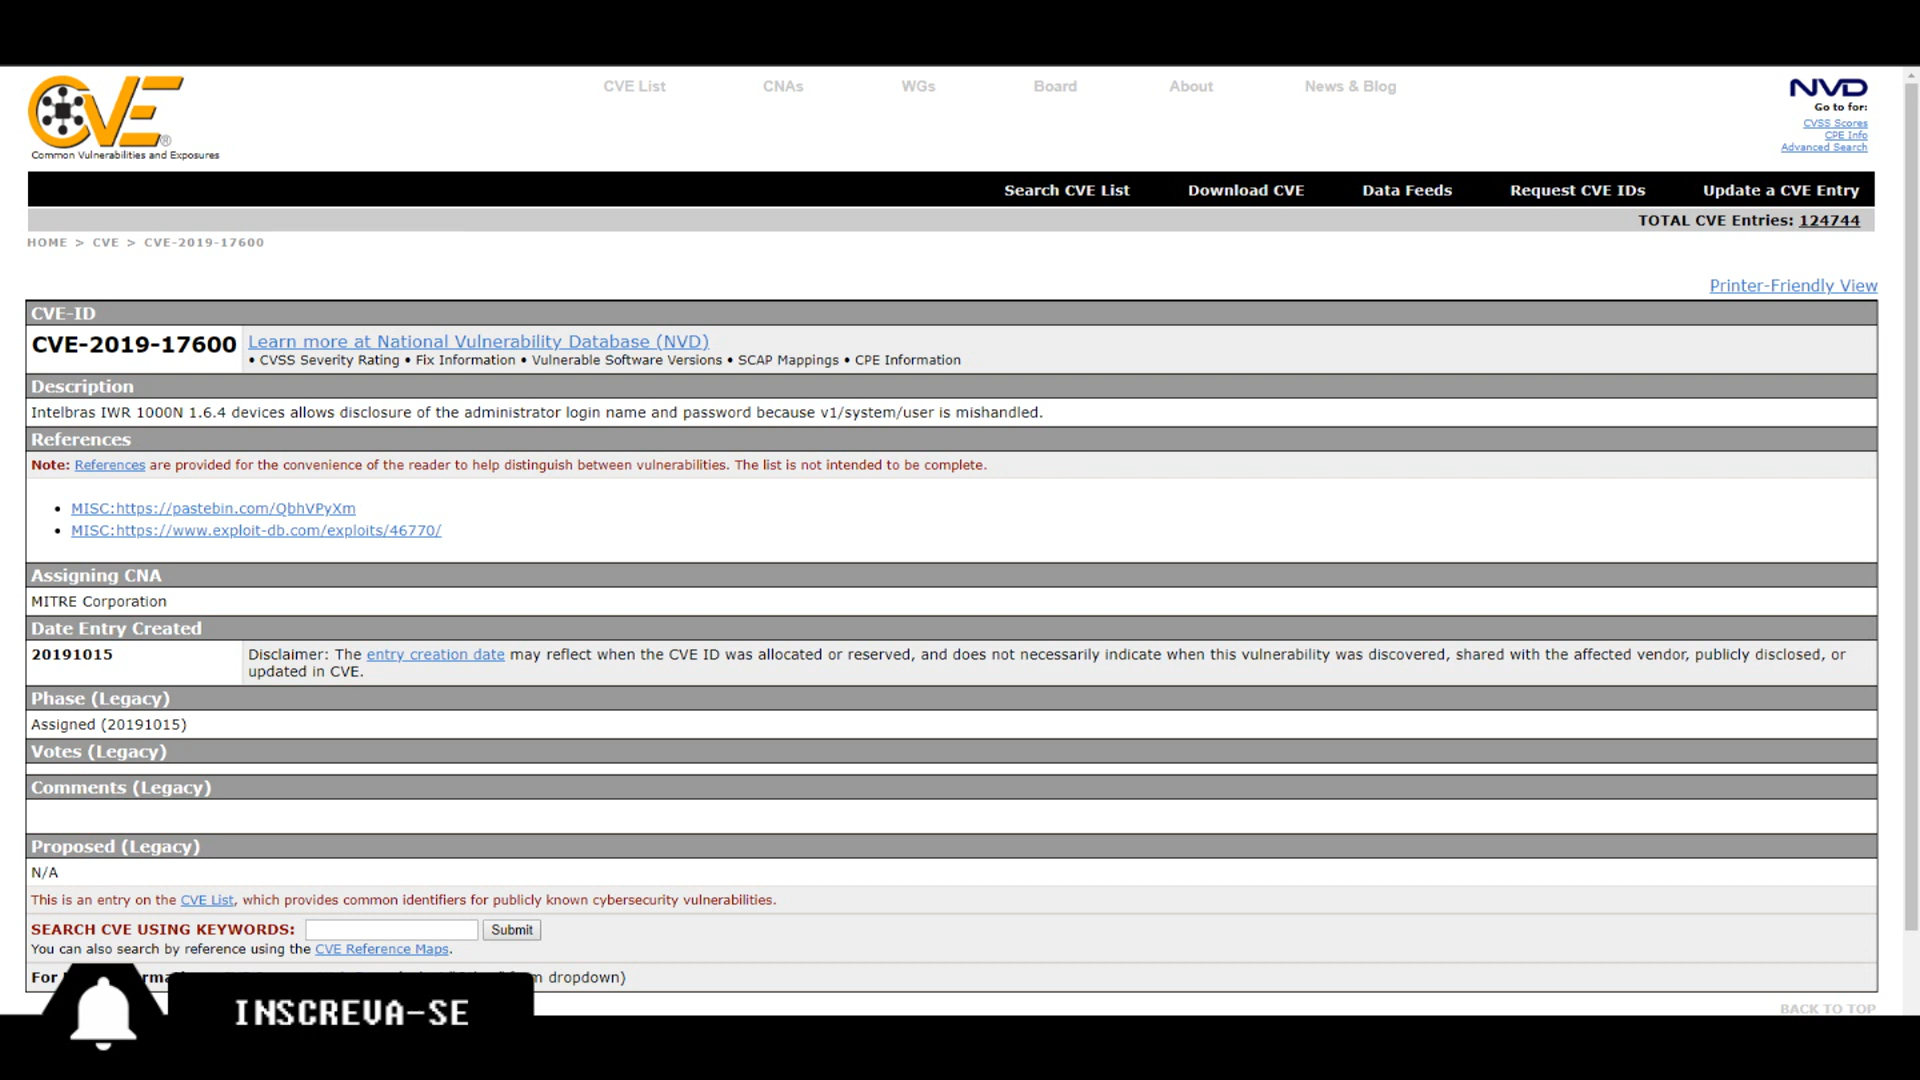 CVE®
Common Vulnerabilities and Exposures
CVE List
CNAs
WGs
Board
About
News & Blog
NVD
Go to for:
CVSS Scores
CPE Info
Advanced Search
Search CVE List
Download CVE
Data Feeds
Request CVE IDs
Update a CVE Entry
TOTAL CVE Entries: 124744
HOME > CVE > CVE-2019-17600
Printer-Friendly View
CVE-ID
CVE-2019-17600
Learn more at National Vulnerability Database (NVD)
• CVSS Severity Rating • Fix Information • Vulnerable Software Versions • SCAP Mappings • CPE Information
Description
Intelbras IWR 1000N 1.6.4 devices allows disclosure of the administrator login name and password because v1/system/user is mishandled.
References
Note: References are provided for the convenience of the reader to help distinguish between vulnerabilities. The list is not intended to be complete.
• MISC:https://pastebin.com/QbhVPyXm
• MISC:https://www.exploit-db.com/exploits/46770/
Assigning CNA
MITRE Corporation
Date Entry Created
20191015
Disclaimer: The entry creation date may reflect when the CVE ID was allocated or reserved, and does not necessarily indicate when this vulnerability was discovered, shared with the affected vendor, publicly disclosed, or
updated in CVE.
Phase (Legacy)
Assigned (20191015)
Votes (Legacy)
Comments (Legacy)
Proposed (Legacy)
N/A
This is an entry on the CVE List, which provides common identifiers for publicly known cybersecurity vulnerabilities.
SEARCH CVE USING KEYWORDS:
Submit
You can also search by reference using the CVE Reference Maps.
For
dropdown)
BACK TO TOP
INSCREVA-SE